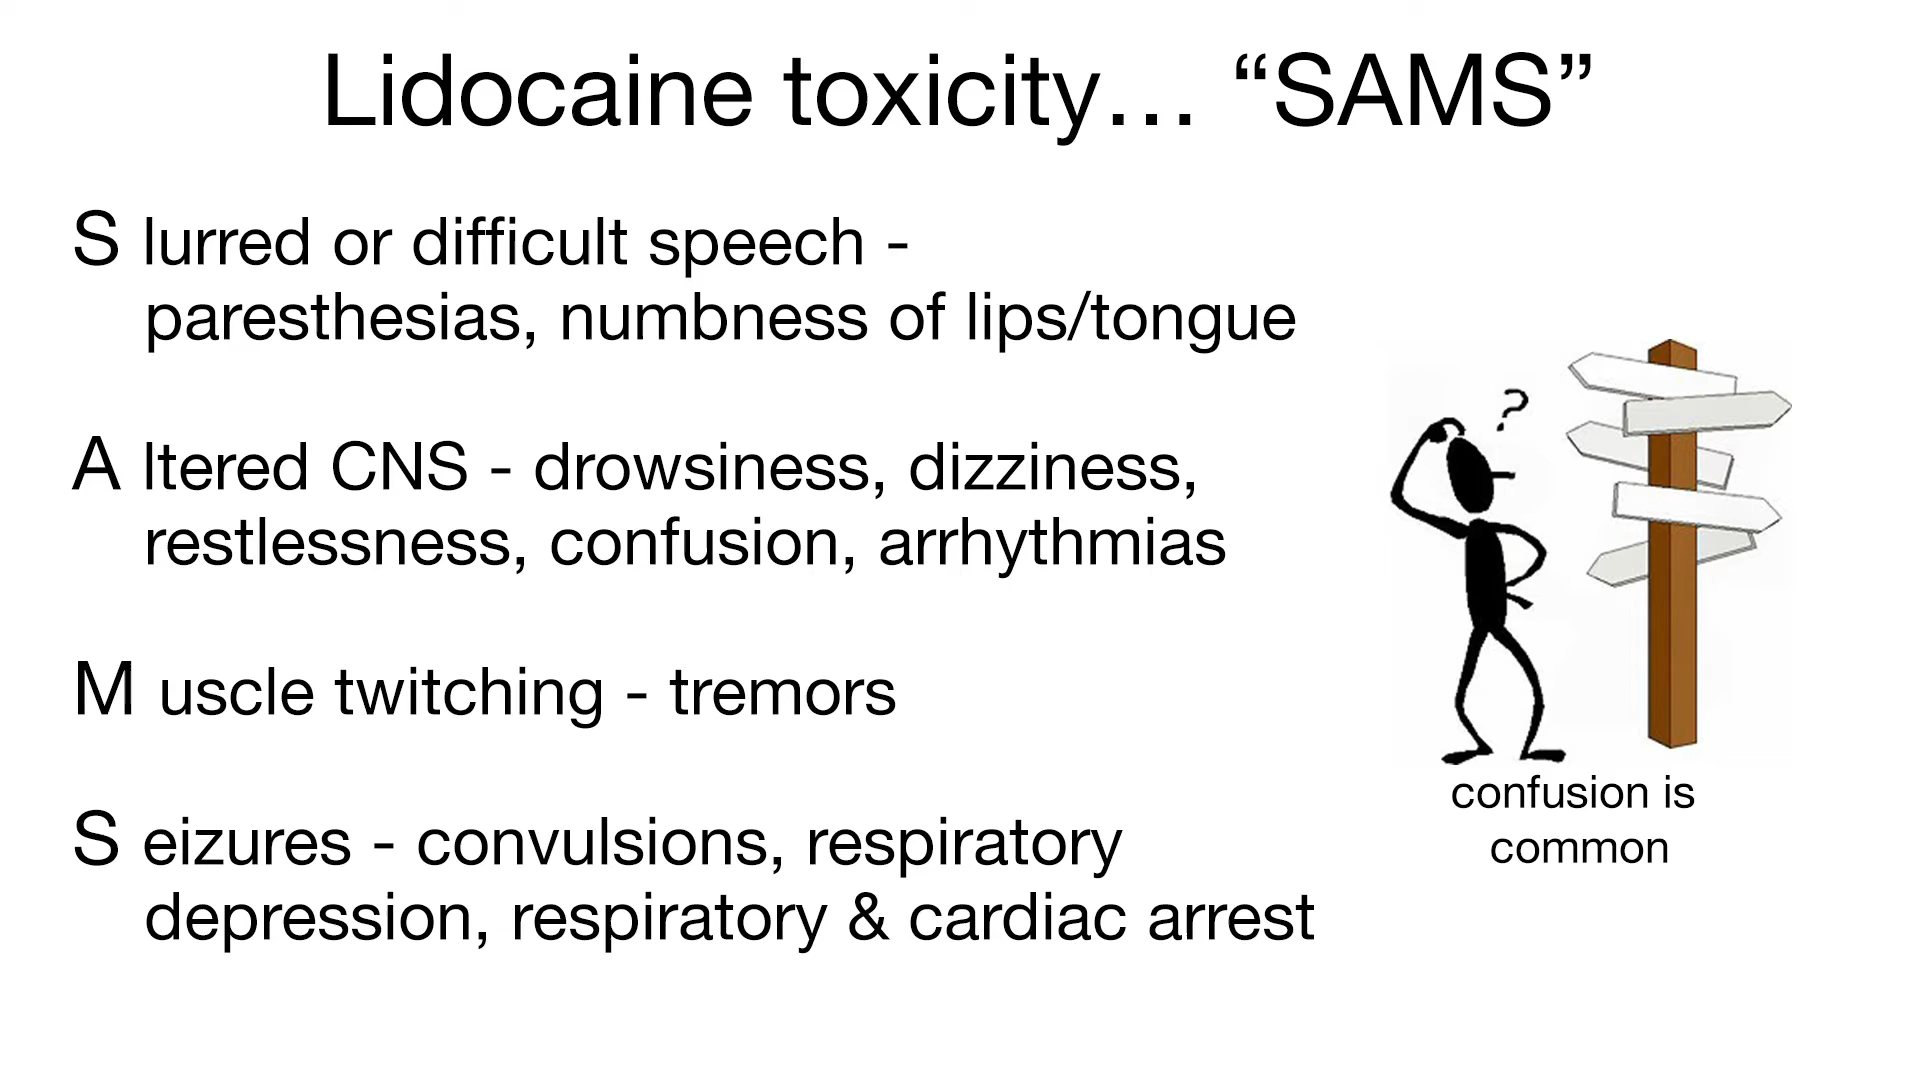 Lidocaine toxicity… “SAMS”
S lurred or difficult speech -
paresthesias, numbness of lips/tongue
A ltered CNS - drowsiness, dizziness,
restlessness, confusion, arrhythmias
M uscle twitching - tremors
S eizures - convulsions, respiratory
depression, respiratory & cardiac arrest
?
confusion is
common